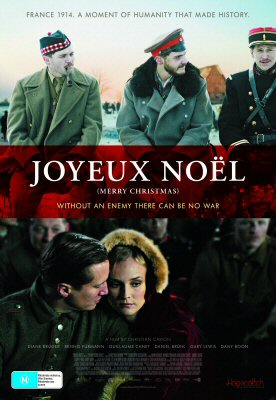 FRANCE 1914. A MOMENT OF HUMANITY THAT MADE HISTORY.
JOYEUX NOËL
(MERRY CHRISTMAS)
WITHOUT AN ENEMY THERE CAN BE NO WAR
A FILM BY CHRISTIAN CARION
DIANE KRUGER BENNO FÜRMANN GUILLAUME CANET DANIEL BRÜHL GARY LEWIS DANY BOON
M